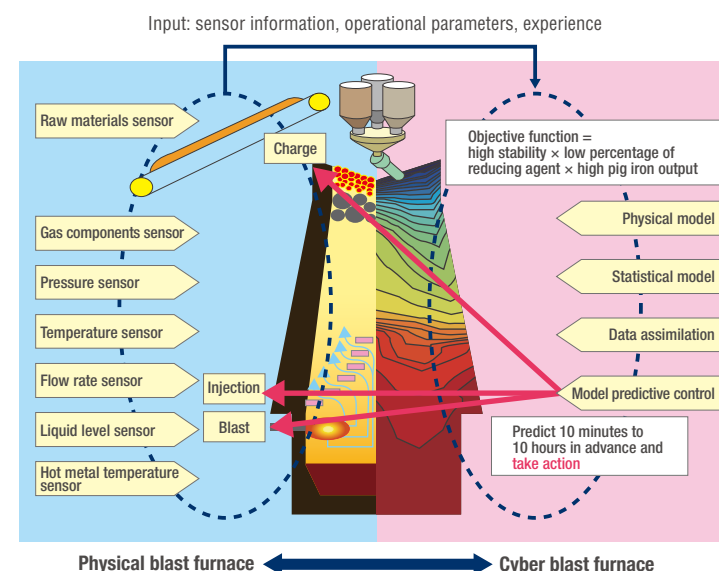 Input: sensor information, operational parameters, experience
Raw materials sensor
Charge
Objective function =
high stability × low percentage of
reducing agent × high pig iron output
Gas components sensor
Physical model
Pressure sensor
Statistical model
Temperature sensor
Data assimilation
Flow rate sensor
Injection
Model predictive control
Liquid level sensor
Blast
Predict 10 minutes to
10 hours in advance and
take action
Hot metal temperature
sensor
Physical blast furnace
Cyber blast furnace